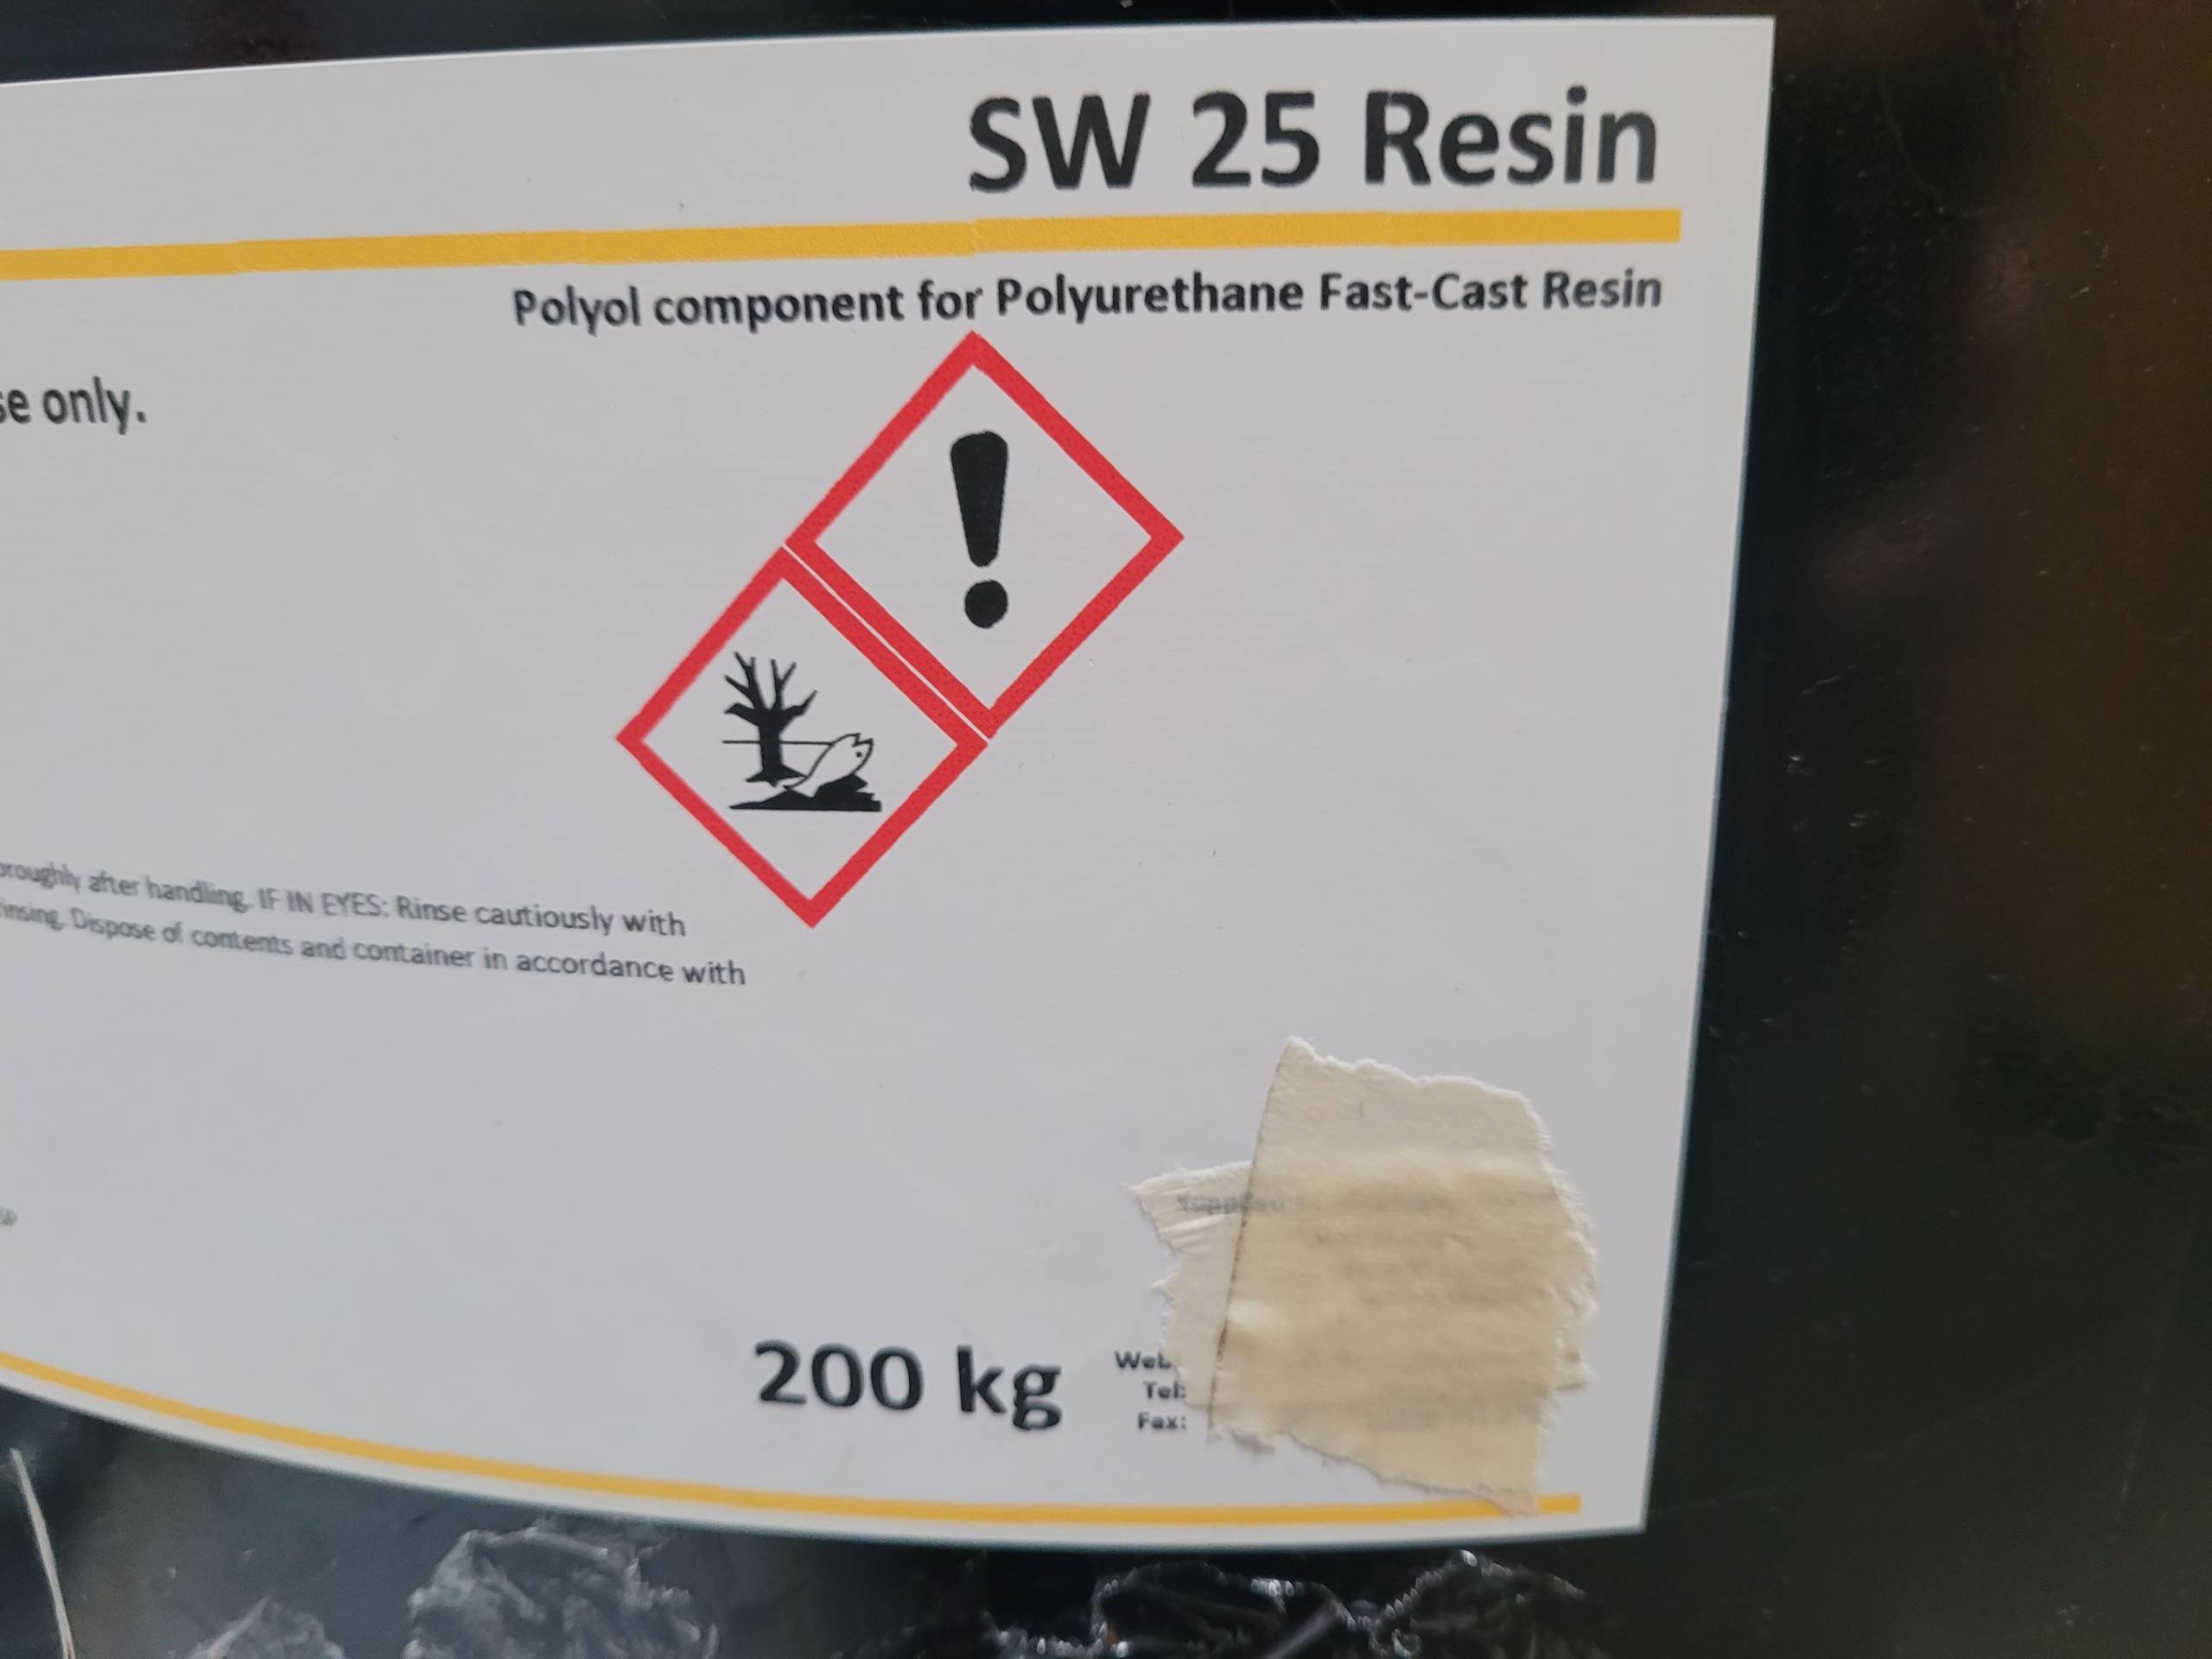 SW 25 Resin
Polyol component for Polyurethane Fast-Cast Resin
se only.
oroughly after handling. IF IN EYES: Rinse cautiously with
rinsing. Dispose of contents and container in accordance with
200 kg
Web
Tel:
Fax: